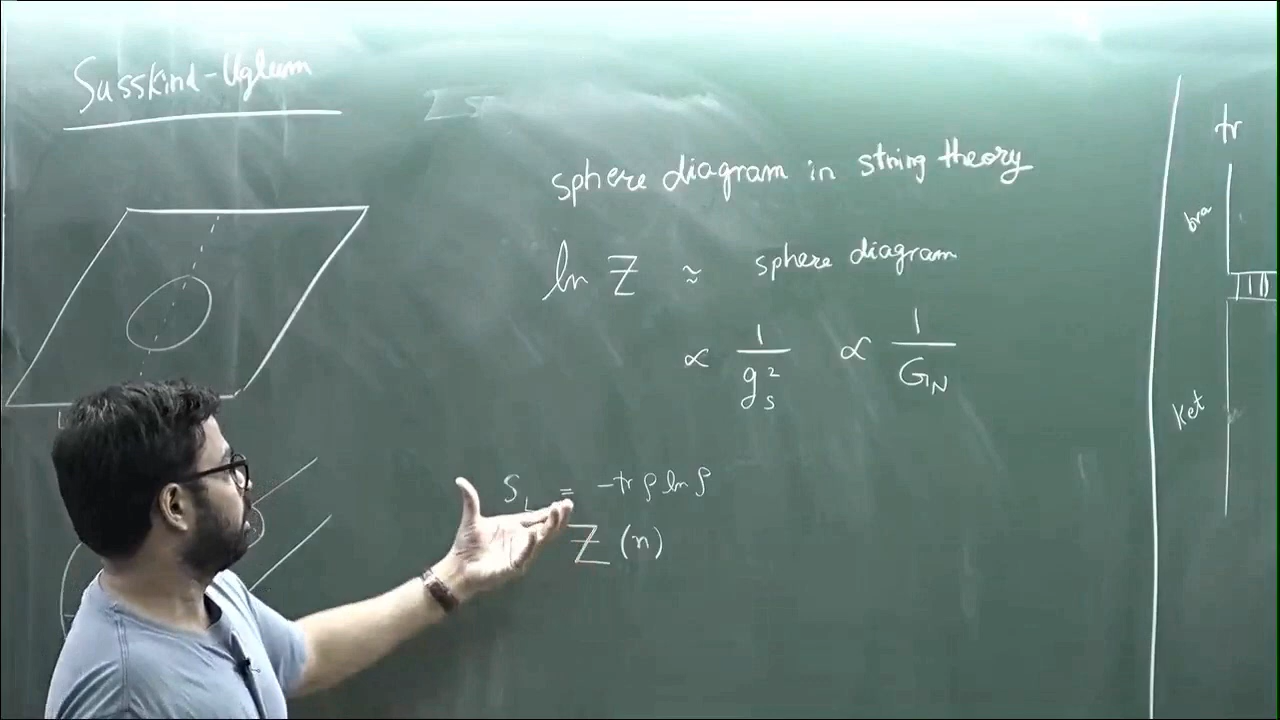 Susskind-Uglum
sphere diagram in string theory
ln Z ≈ sphere diagram
∝ 1/g_s^2 ∝ 1/G_N
S_L = -tr ρ ln ρ
Z(n)
tr
bra
ket